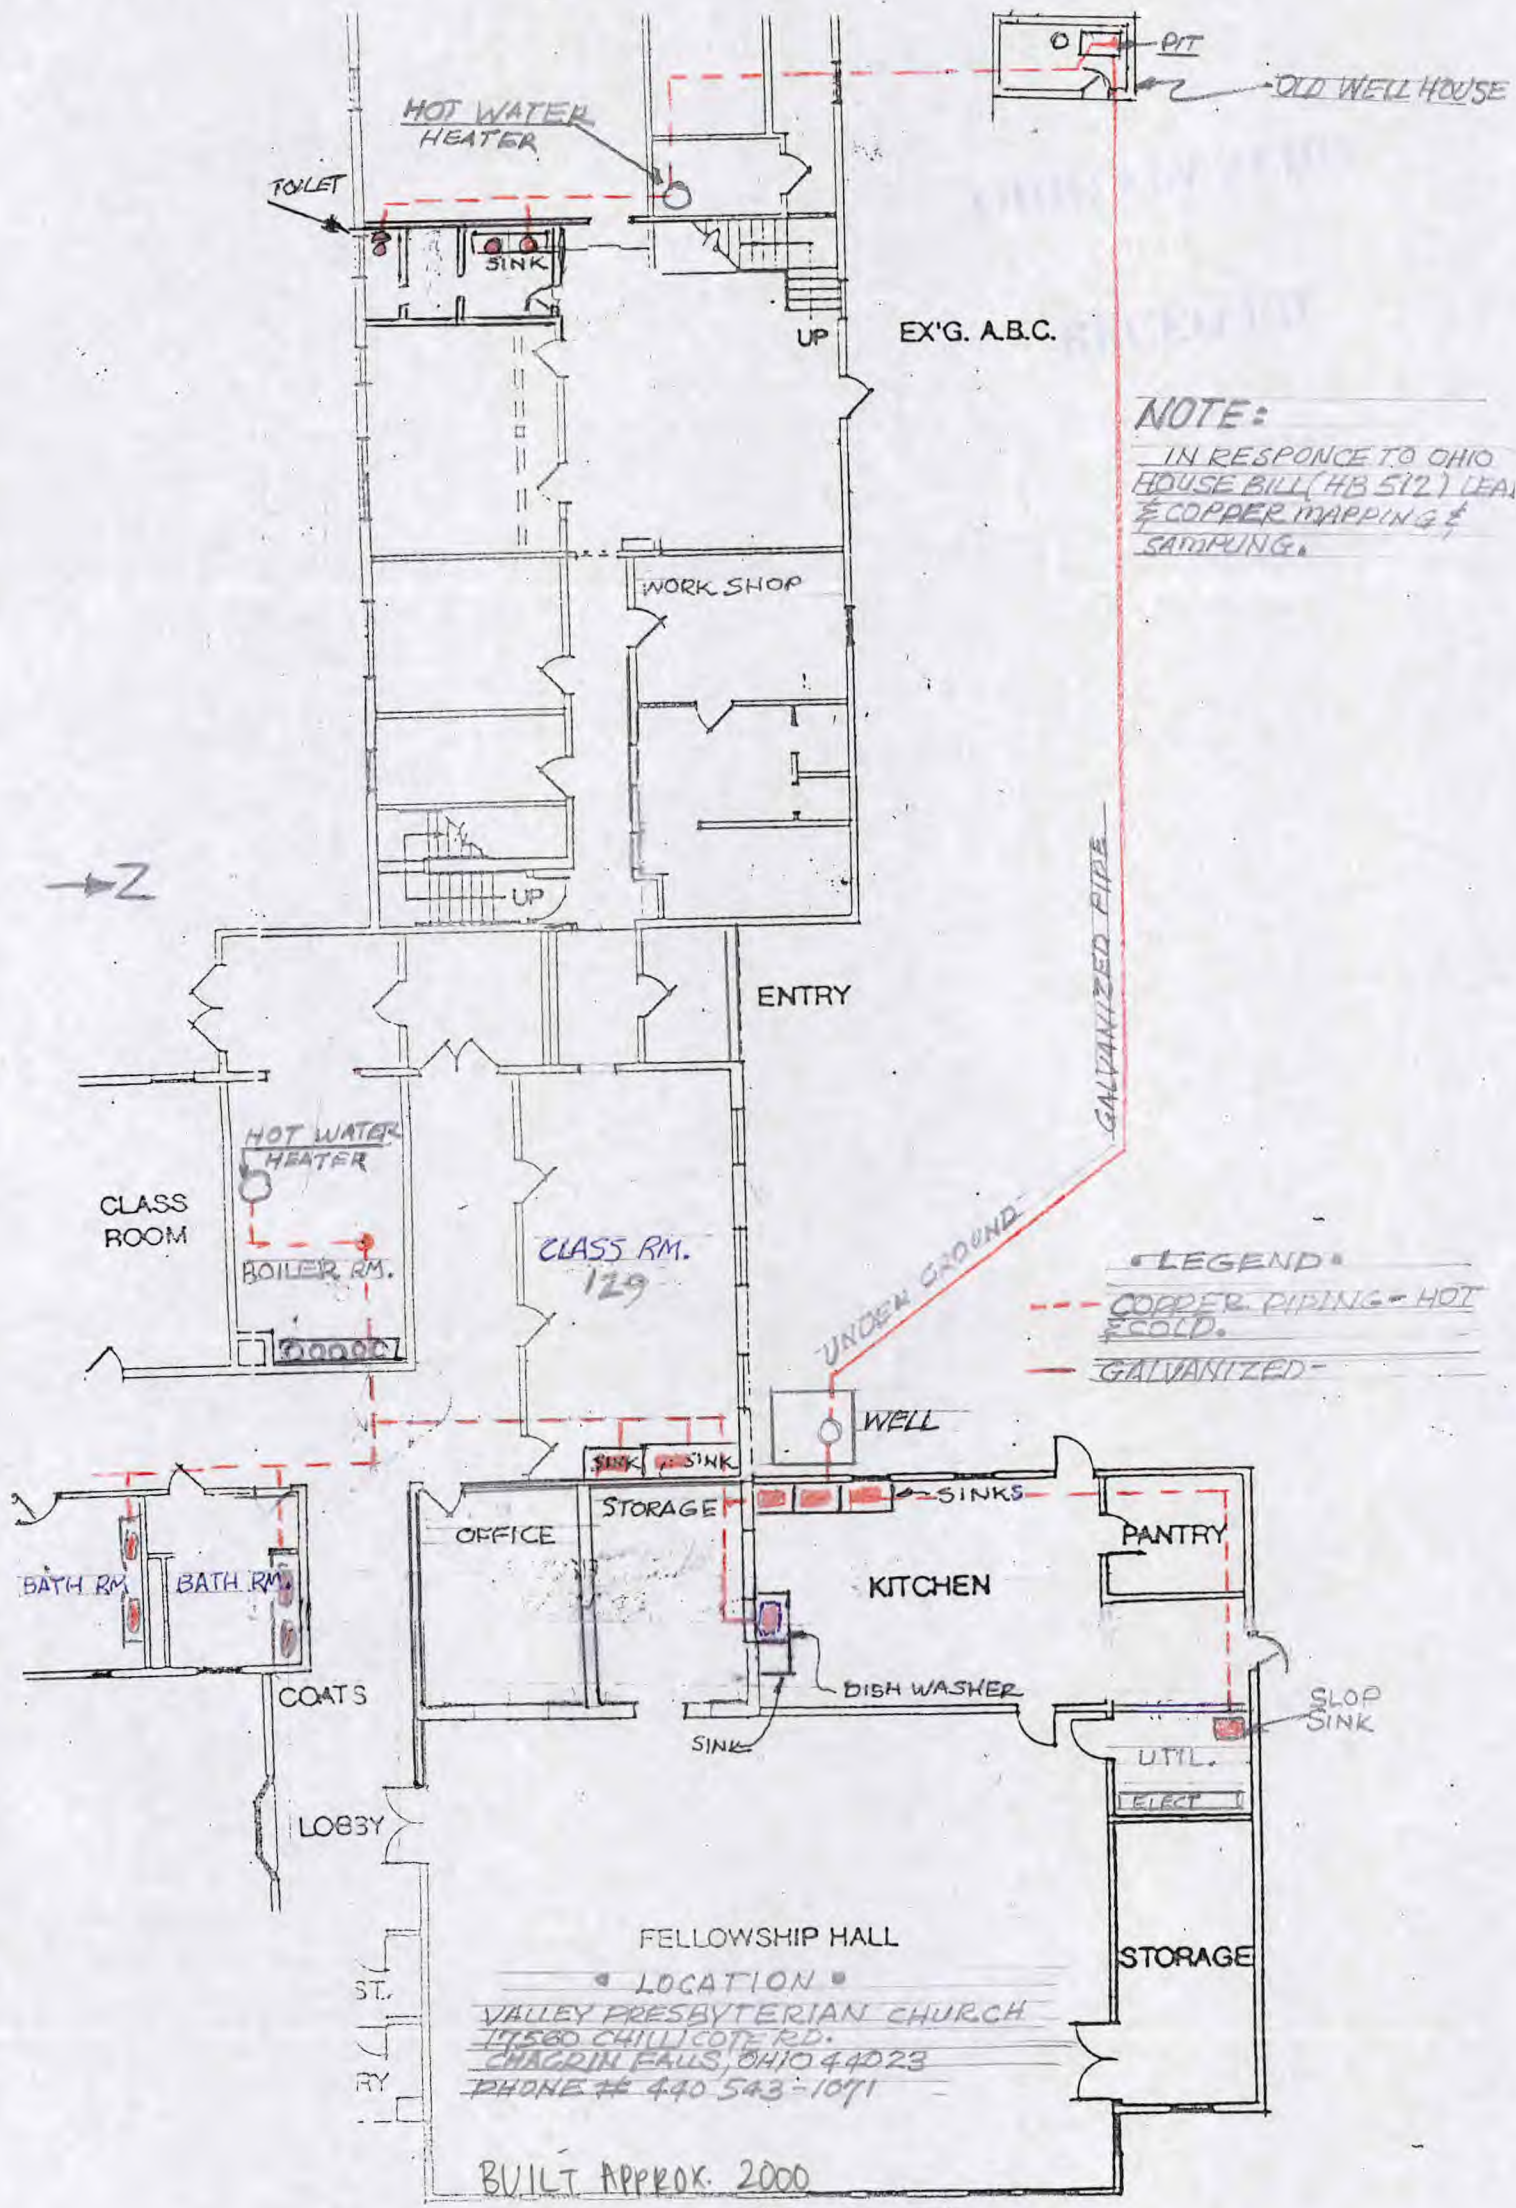 PIT
OLD WELL HOUSE
HOT WATER
HEATER
TOILET
SINK
UP
EX'G. A.B.C.
NOTE:
IN RESPONCE TO OHIO
HOUSE BILL (HB 512)
& COPPER MAPPING &
SAMPLING.
WORK SHOP
Z
UP
GALVANIZED PIPE
ENTRY
HOT WATER
HEATER
CLASS
ROOM
BOILER RM.
CLASS RM.
129
UNDER GROUND
• LEGEND •
COPPER PIPING - HOT
& COLD.
GALVANIZED -
WELL
SINK
SINK
SINKS
STORAGE
OFFICE
PANTRY
KITCHEN
BATH RM
BATH RM.
DISH WASHER
COATS
SINK
SLOP
SINK
UTIL.
ELECT
LOBBY
FELLOWSHIP HALL
STORAGE
• LOCATION •
VALLEY PRESBYTERIAN CHURCH
17560 CHILLICOTE RD.
CHAGRIN FALLS, OHIO 44023
PHONE # 440 543-1071
ST.
RY
BUILT APPROX. 2000